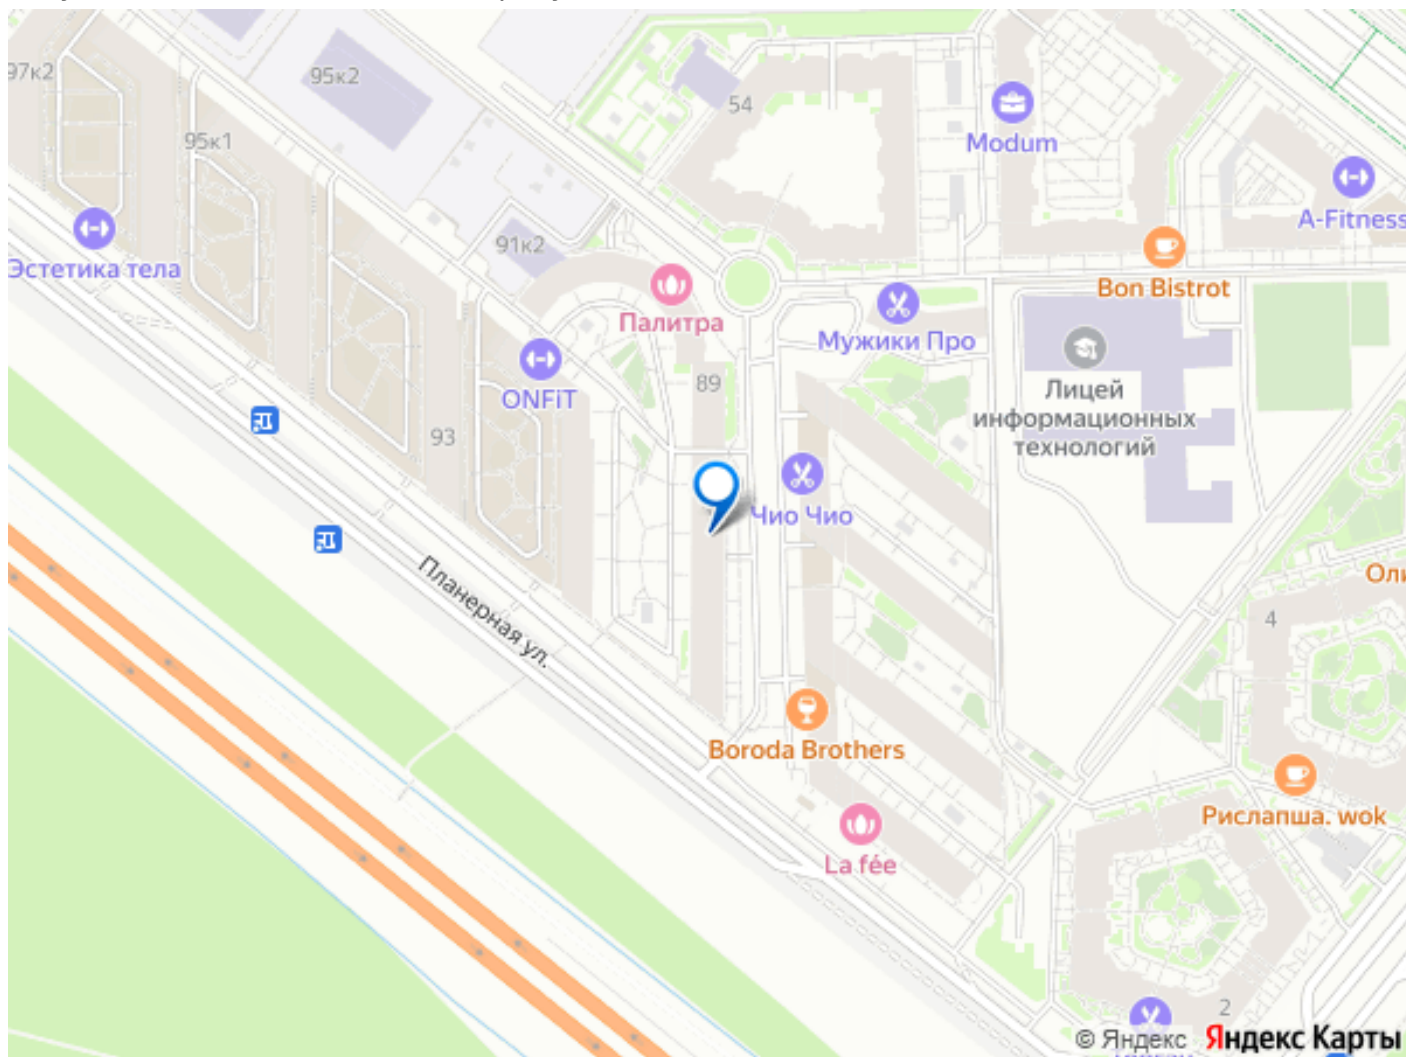 97к2
95к2
54
Modum
95к1
A-Fitness
91к2
Эстетика тела
Bon Bistrot
Палитра
Мужики Про
89
Лицей
информационных
технологий
ONFiT
93
Чио Чио
Планерная ул.
Оли
4
Boroda Brothers
Рислапша. wok
La fée
2
© Яндекс Яндекс Карты